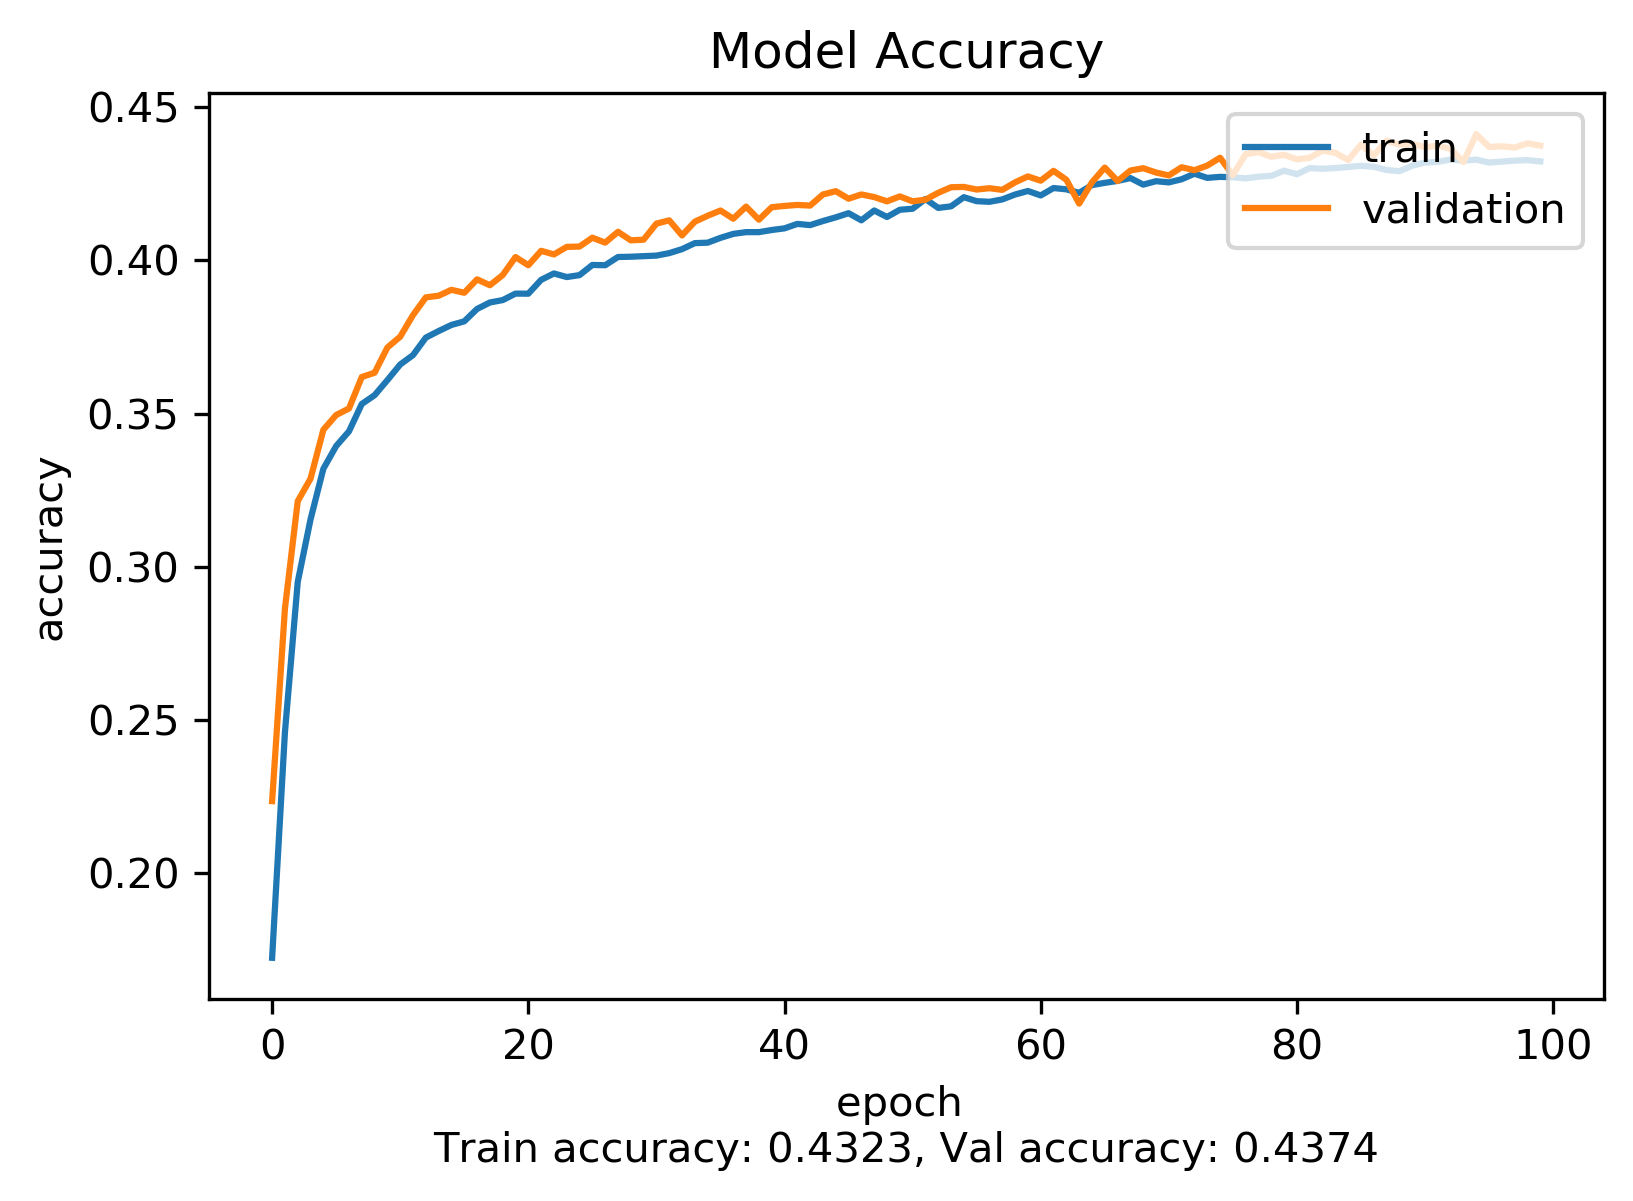 Model Accuracy
0.45
0.40
0.35
0.30
0.25
0.20
accuracy
train
validation
0 20 40 60 80 100
epoch
Train accuracy: 0.4323, Val accuracy: 0.4374